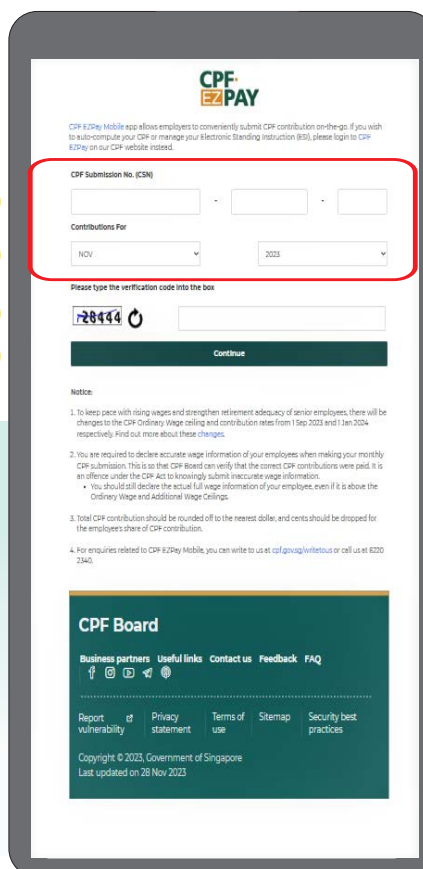 CPF
EZPAY
CPF EZPay Mobile app allows employers to conveniently submit CPF contribution on-the-go. If you wish
to auto-compute your CPF or manage your Electronic Standing Instruction (ESI), please login to CPF
EZPay on our CPF website instead.
CPF Submission No. (CSN)
- -
Contributions For
NOV 2023
Please type the verification code into the box
Continue
Notice:
1. To keep pace with rising wages and strengthen retirement adequacy of senior employees, there will be
changes to the CPF Ordinary Wage ceiling and contribution rates from 1 Sep 2023 and 1 Jan 2024
respectively. Find out more about these changes.
2. You are required to declare accurate wage information of your employees when making your monthly
CPF submission. This is so that CPF Board can verify that the correct CPF contributions were paid. It is
an offence under the CPF Act to knowingly submit inaccurate wage information.
• You should still declare the actual full wage information of your employee, even if it is above the
Ordinary Wage and Additional Wage Ceilings.
3. Total CPF contribution should be rounded off to the nearest dollar, and cents should be dropped for
the employee's share of CPF contribution.
4. For enquiries related to CPF EZPay Mobile, you can write to us at cpf.gov.sg/writetous or call us at 6220
2340.
CPF Board
Business partners Useful links Contact us Feedback FAQ
Report vulnerability Privacy statement Terms of use Sitemap Security best practices
Copyright © 2023, Government of Singapore
Last updated on 28 Nov 2023